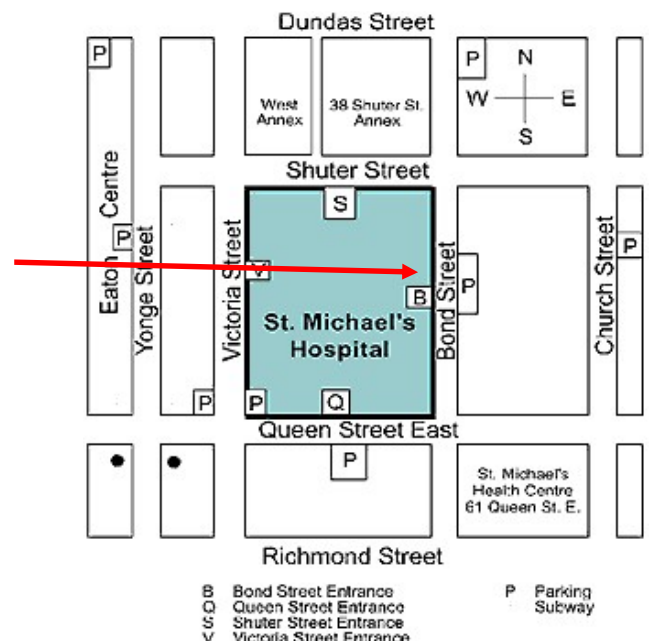 Dundas Street
P
P
N
W E
S
West
Annex
38 Shuter St.
Annex
Shuter Street
Eaton Centre
P
Yonge Street
Victoria Street
S
V
B
St. Michael's
Hospital
Bond Street
P
Church Street
P
P
P
Q
Queen Street East
P
St. Michael's
Health Centre
61 Queen St. E.
Richmond Street
B Bond Street Entrance
Q Queen Street Entrance
S Shuter Street Entrance
V Victoria Street Entrance
P Parking
Subway